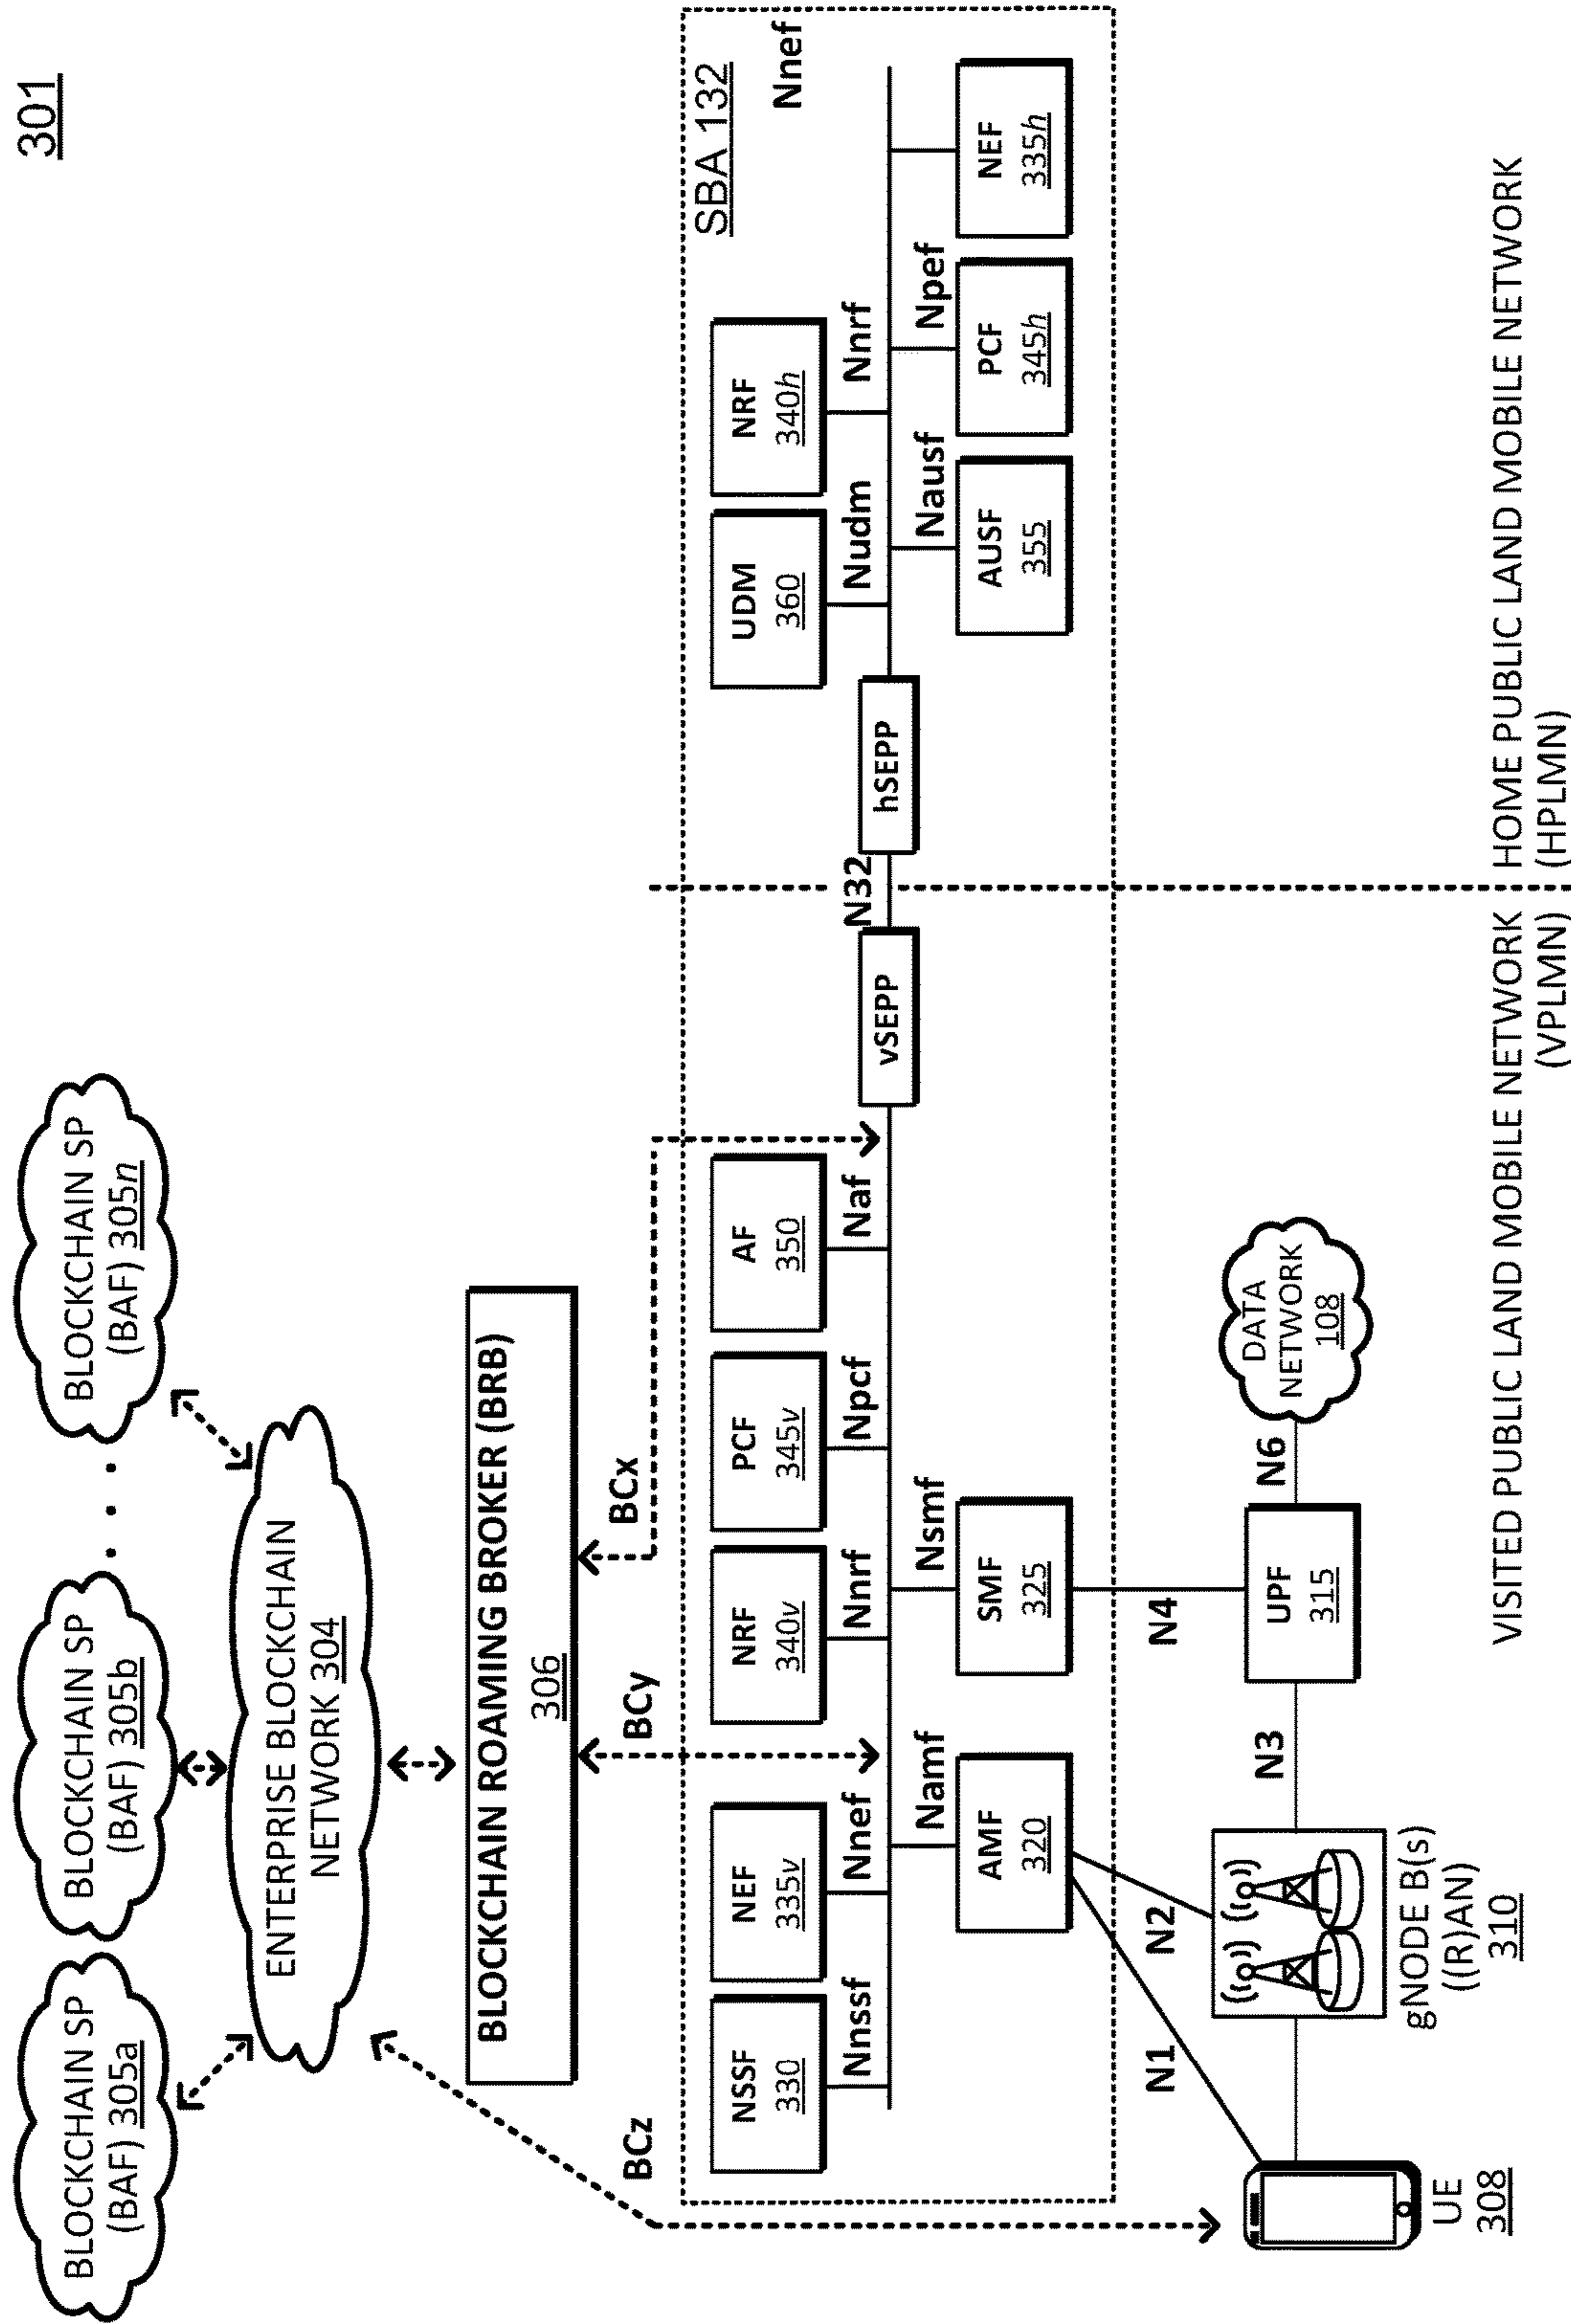 301
BLOCKCHAIN SP
(BAF) 305a
BLOCKCHAIN SP
(BAF) 305b
. . .
BLOCKCHAIN SP
(BAF) 305n
ENTERPRISE BLOCKCHAIN
NETWORK 304
BLOCKCHAIN ROAMING BROKER (BRB)
306
BCz
BCy
BCx
SBA 132
NSSF
330
NEF
335v
NRF
340v
PCF
345v
AF
350
UDM
360
NRF
340h
Nnssf
Nnef
Nnrf
Npcf
Naf
Nudm
Nnrf
Nnef
vSEPP
N32
hSEPP
Namf
Nsmf
Nausf
Npef
AMF
320
SMF
325
AUSF
355
PCF
345h
NEF
335h
N1
N2
N4
N3
N6
UE
308
gNODE B(s)
((R)AN)
310
UPF
315
DATA
NETWORK
108
VISITED PUBLIC LAND MOBILE NETWORK
(VPLMN)
HOME PUBLIC LAND MOBILE NETWORK
(HPLMN)